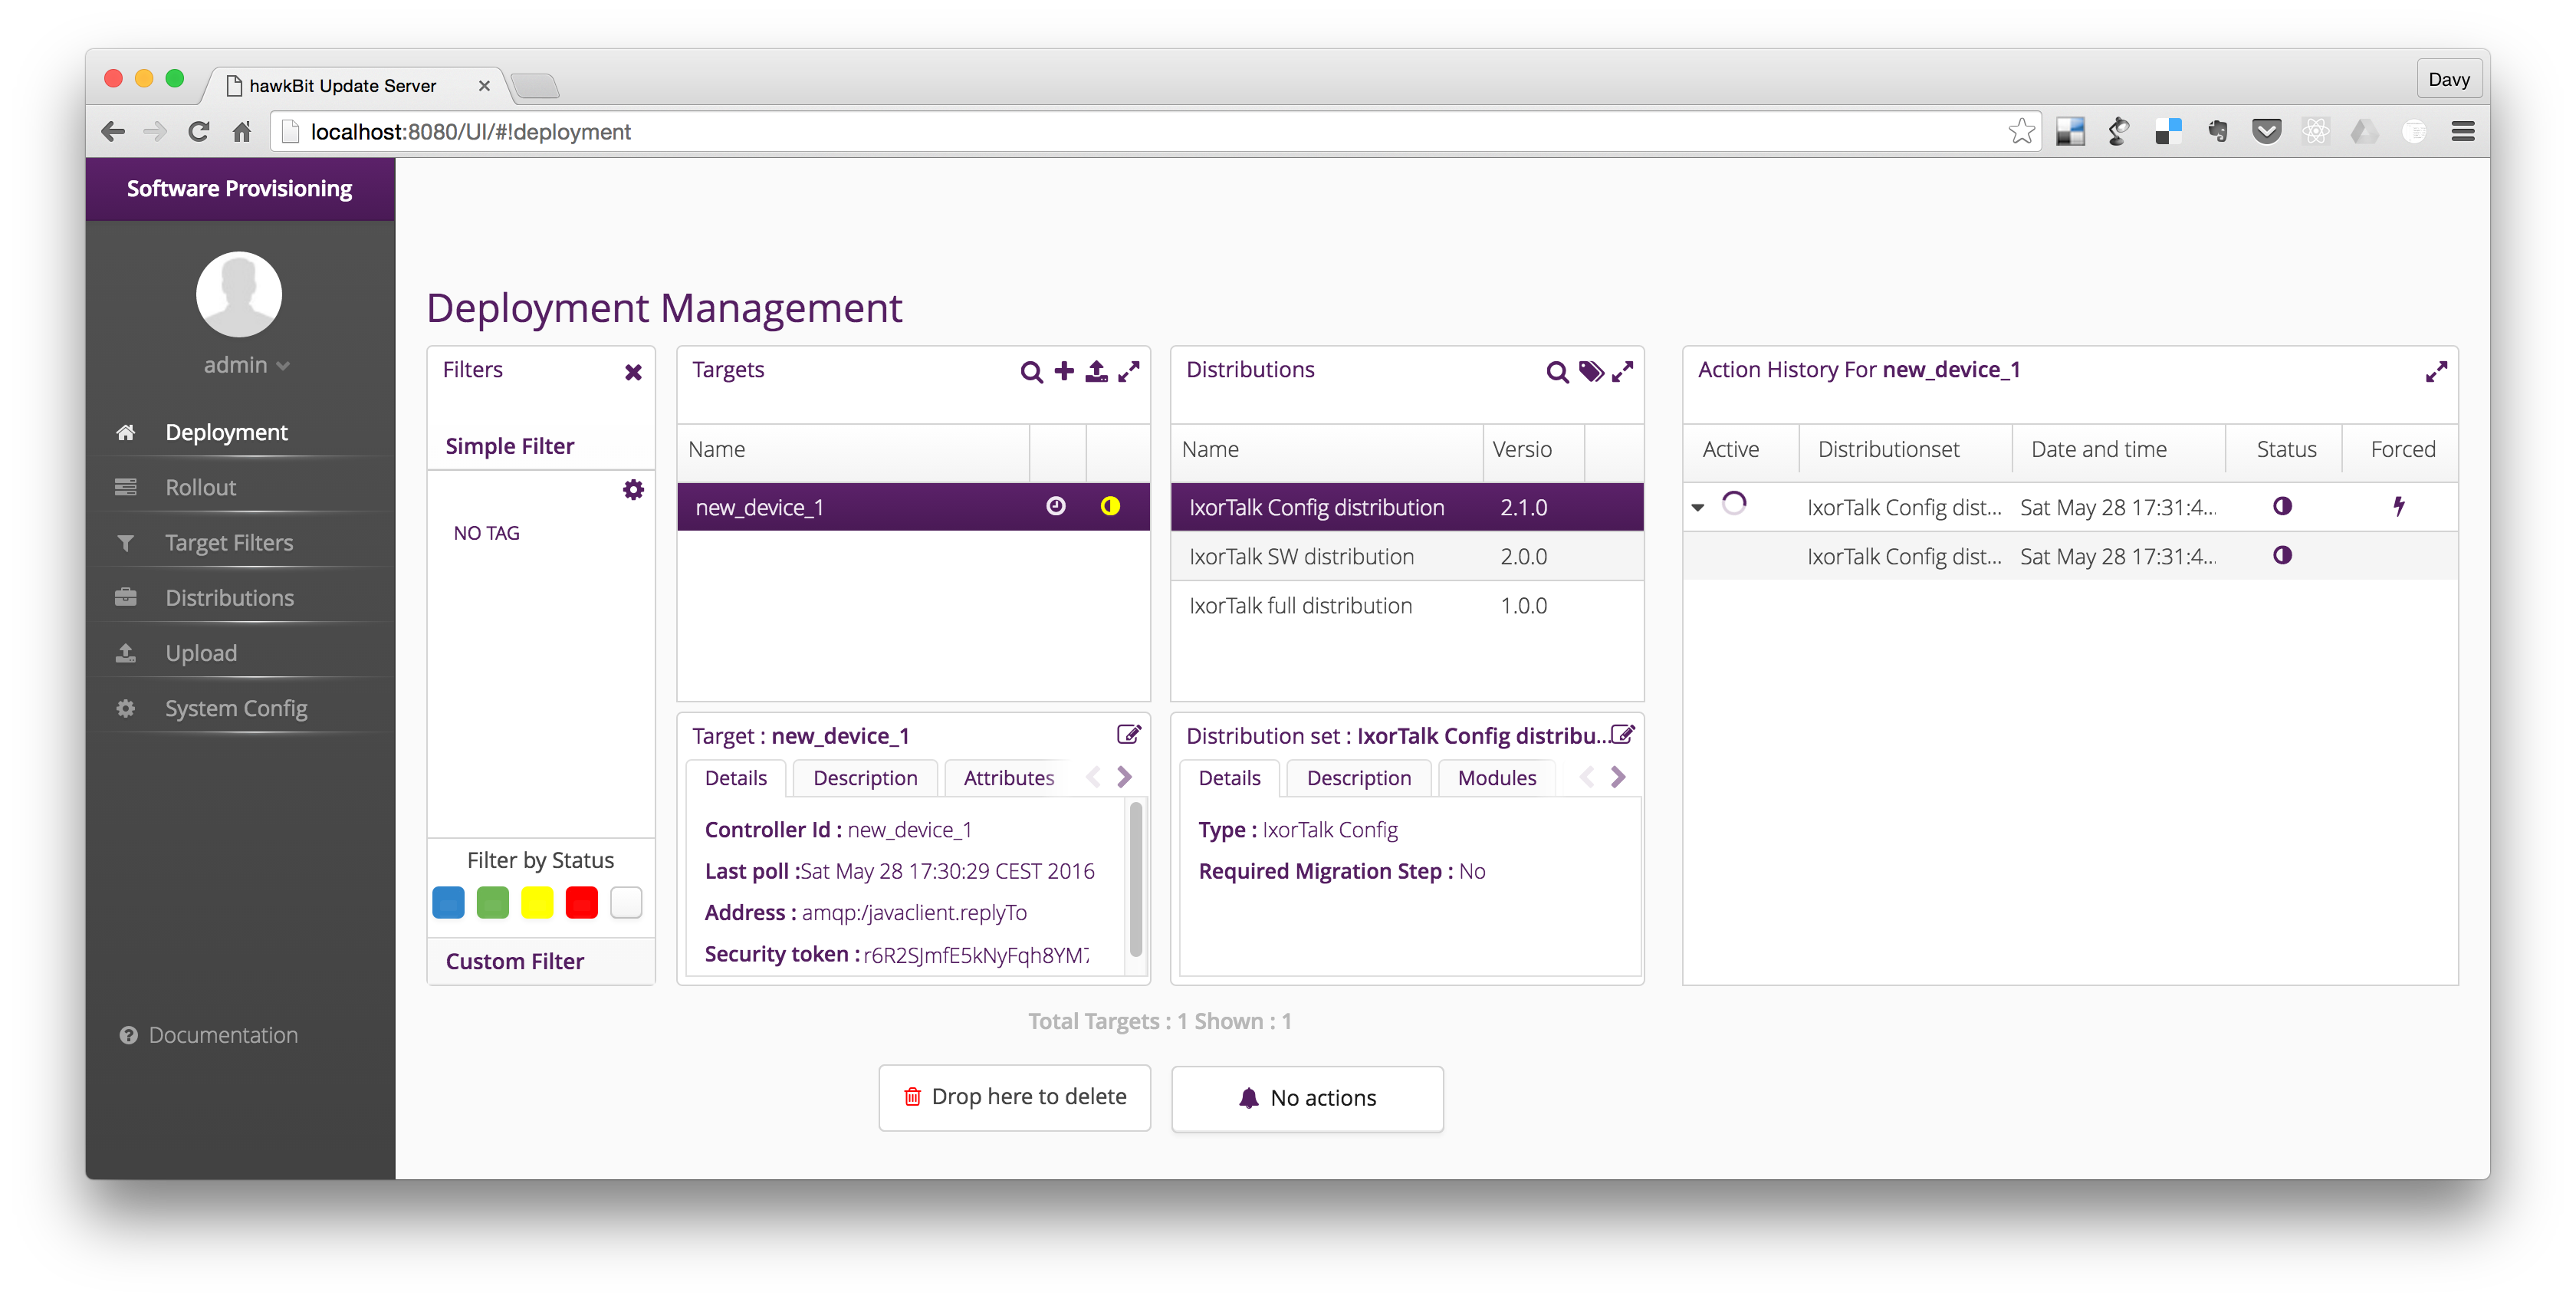 hawkBit Update Server
Davy
localhost:8080/UI/#!deployment
Software Provisioning
admin
Deployment
Rollout
Target Filters
Distributions
Upload
System Config
Documentation
Deployment Management
Filters
Simple Filter
NO TAG
Filter by Status
Custom Filter
Targets
Name
new_device_1
Target : new_device_1
Details Description Attributes
Controller Id : new_device_1
Last poll :Sat May 28 17:30:29 CEST 2016
Address : amqp:/javaclient.replyTo
Security token : r6R2SJmfE5kNyFqh8YM7
Distributions
Name Versio
IxorTalk Config distribution 2.1.0
IxorTalk SW distribution 2.0.0
IxorTalk full distribution 1.0.0
Distribution set : IxorTalk Config distribu...
Details Description Modules
Type : IxorTalk Config
Required Migration Step : No
Action History For new_device_1
Active Distributionset Date and time Status Forced
IxorTalk Config dist... Sat May 28 17:31:4...
IxorTalk Config dist... Sat May 28 17:31:4...
Total Targets : 1 Shown : 1
Drop here to delete
No actions